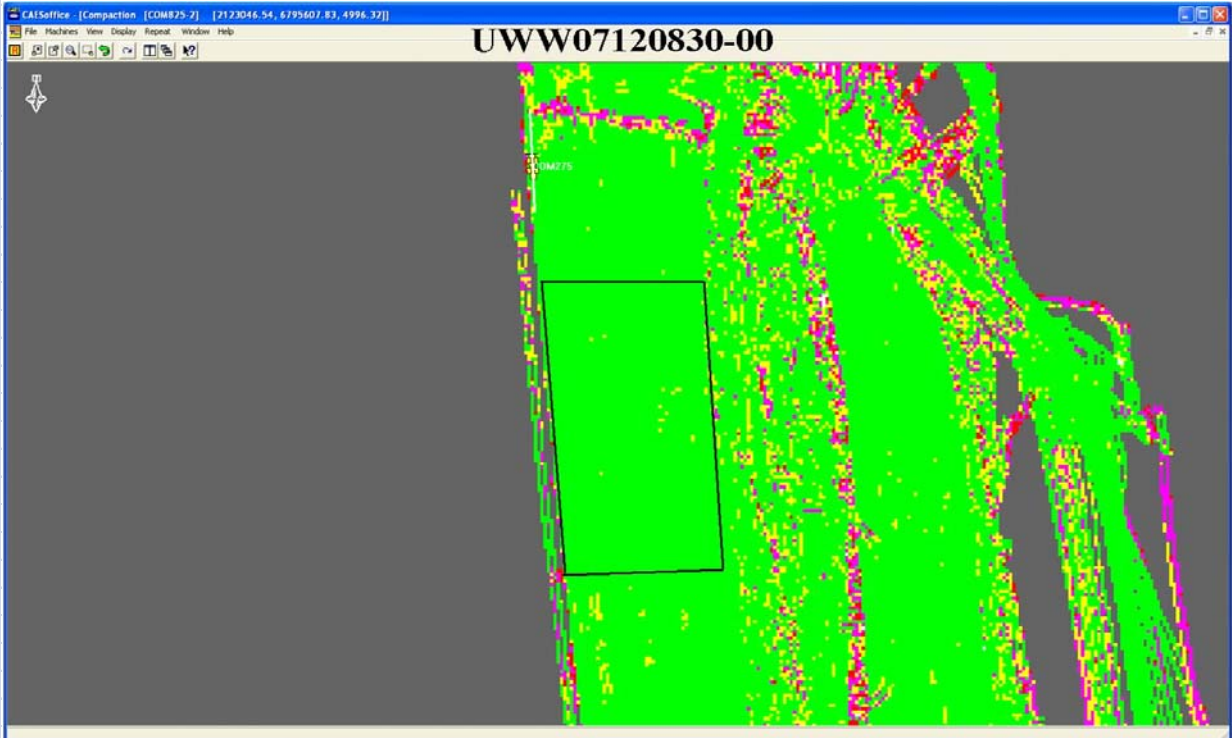 CAESoffice - [Compaction [COM825-2] [2123046.54, 6795607.83, 4996.32]]
File Machines View Display Repeat Window Help
UWW07120830-00
COM275